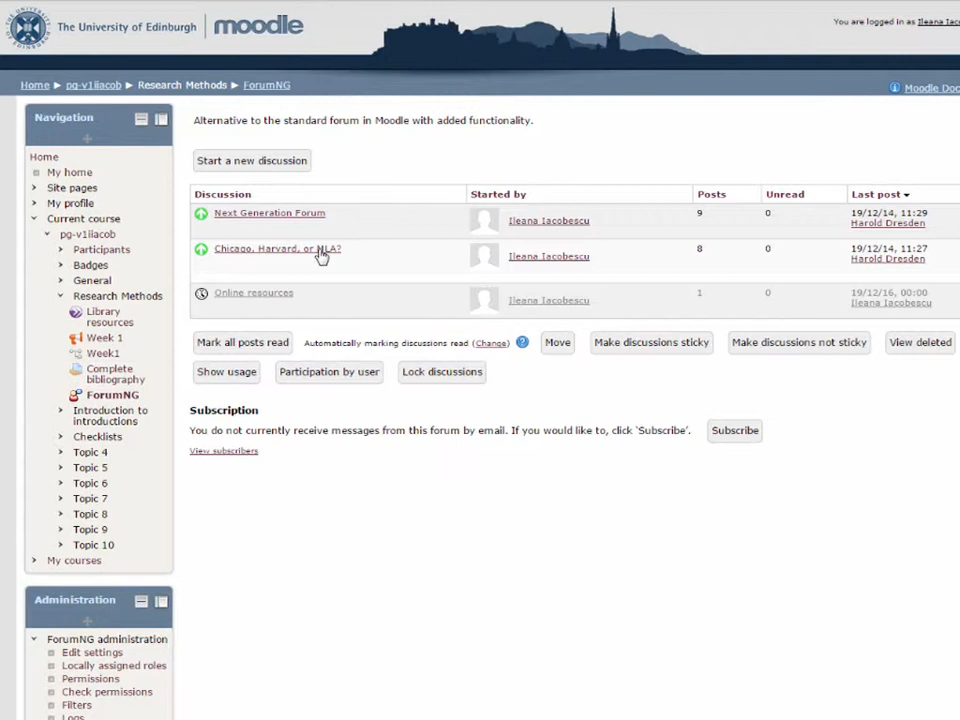 The University of Edinburgh
moodle
You are logged in as Ileana Iac
Home ► pg-v1iiacob ► Research Methods ► ForumNG
Moodle Doc
Navigation
Home
My home
Site pages
My profile
Current course
pg-v1iiacob
Participants
Badges
General
Research Methods
Library
resources
Week 1
Week1
Complete
bibliography
ForumNG
Introduction to
introductions
Checklists
Topic 4
Topic 5
Topic 6
Topic 7
Topic 8
Topic 9
Topic 10
My courses
Administration
ForumNG administration
Edit settings
Locally assigned roles
Permissions
Check permissions
Filters
Logs
Alternative to the standard forum in Moodle with added functionality.
Start a new discussion
Discussion Started by Posts Unread Last post
Next Generation Forum Ileana Iacobescu 9 0 19/12/14, 11:29
Harold Dresden
Chicago, Harvard, or MLA? Ileana Iacobescu 8 0 19/12/14, 11:27
Harold Dresden
Online resources Ileana Iacobescu 1 0 19/12/16, 00:00
Ileana Iacobescu
Mark all posts read Automatically marking discussions read (Change) Move Make discussions sticky Make discussions not sticky View deleted
Show usage Participation by user Lock discussions
Subscription
You do not currently receive messages from this forum by email. If you would like to, click 'Subscribe'. Subscribe
View subscribers